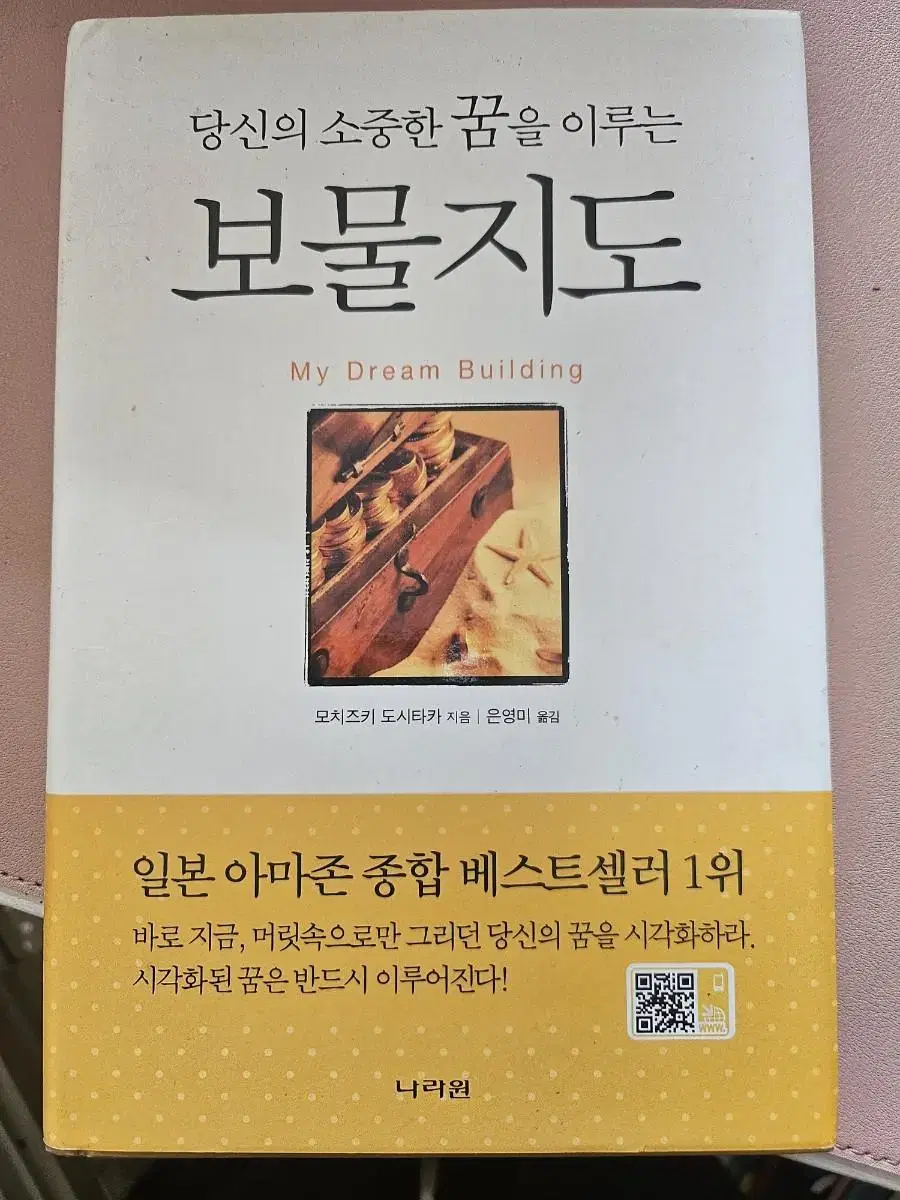 당신의 소중한 꿈을 이루는
보물지도
My Dream Building
모치즈키 도시타카 지음 | 은영미 옮김
일본 아마존 종합 베스트셀러 1위
바로 지금, 머릿속으로만 그리던 당신의 꿈을 시각화하라.
시각화된 꿈은 반드시 이루어진다!
www.
나라원